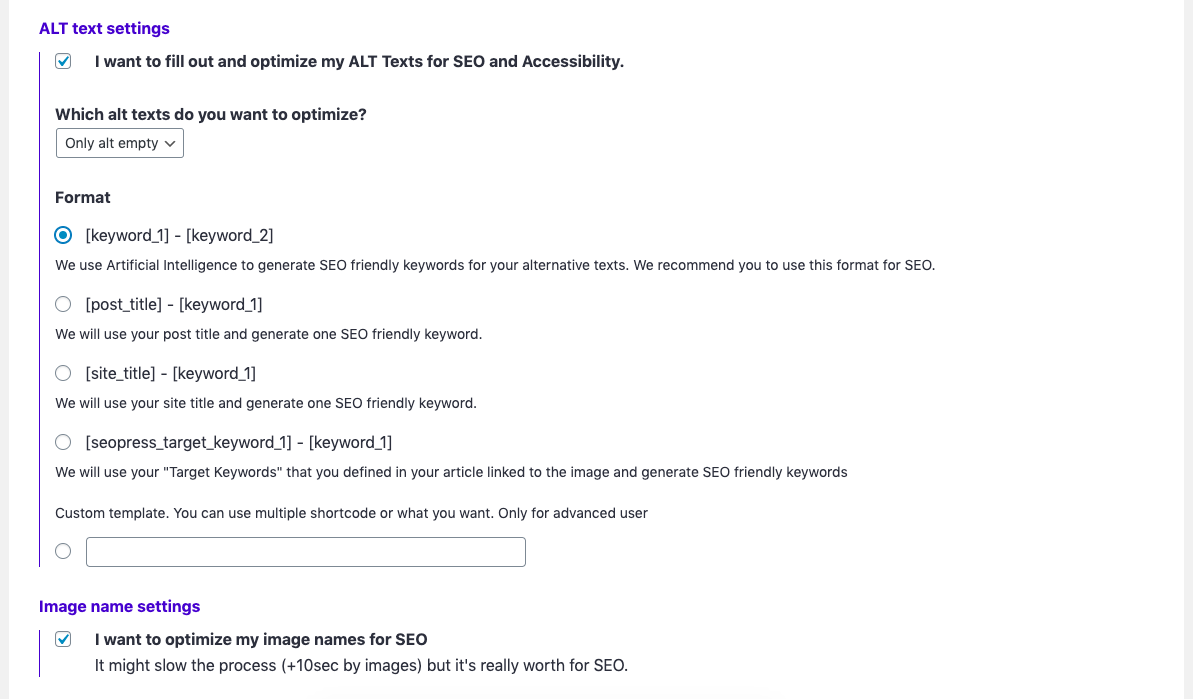 ALT text settings
I want to fill out and optimize my ALT Texts for SEO and Accessibility.
Which alt texts do you want to optimize?
Only alt empty
Format
[keyword_1] - [keyword_2]
We use Artificial Intelligence to generate SEO friendly keywords for your alternative texts. We recommend you to use this format for SEO.
[post_title] - [keyword_1]
We will use your post title and generate one SEO friendly keyword.
[site_title] - [keyword_1]
We will use your site title and generate one SEO friendly keyword.
[seopress_target_keyword_1] - [keyword_1]
We will use your "Target Keywords" that you defined in your article linked to the image and generate SEO friendly keywords
Custom template. You can use multiple shortcode or what you want. Only for advanced user
Image name settings
I want to optimize my image names for SEO
It might slow the process (+10sec by images) but it's really worth for SEO.